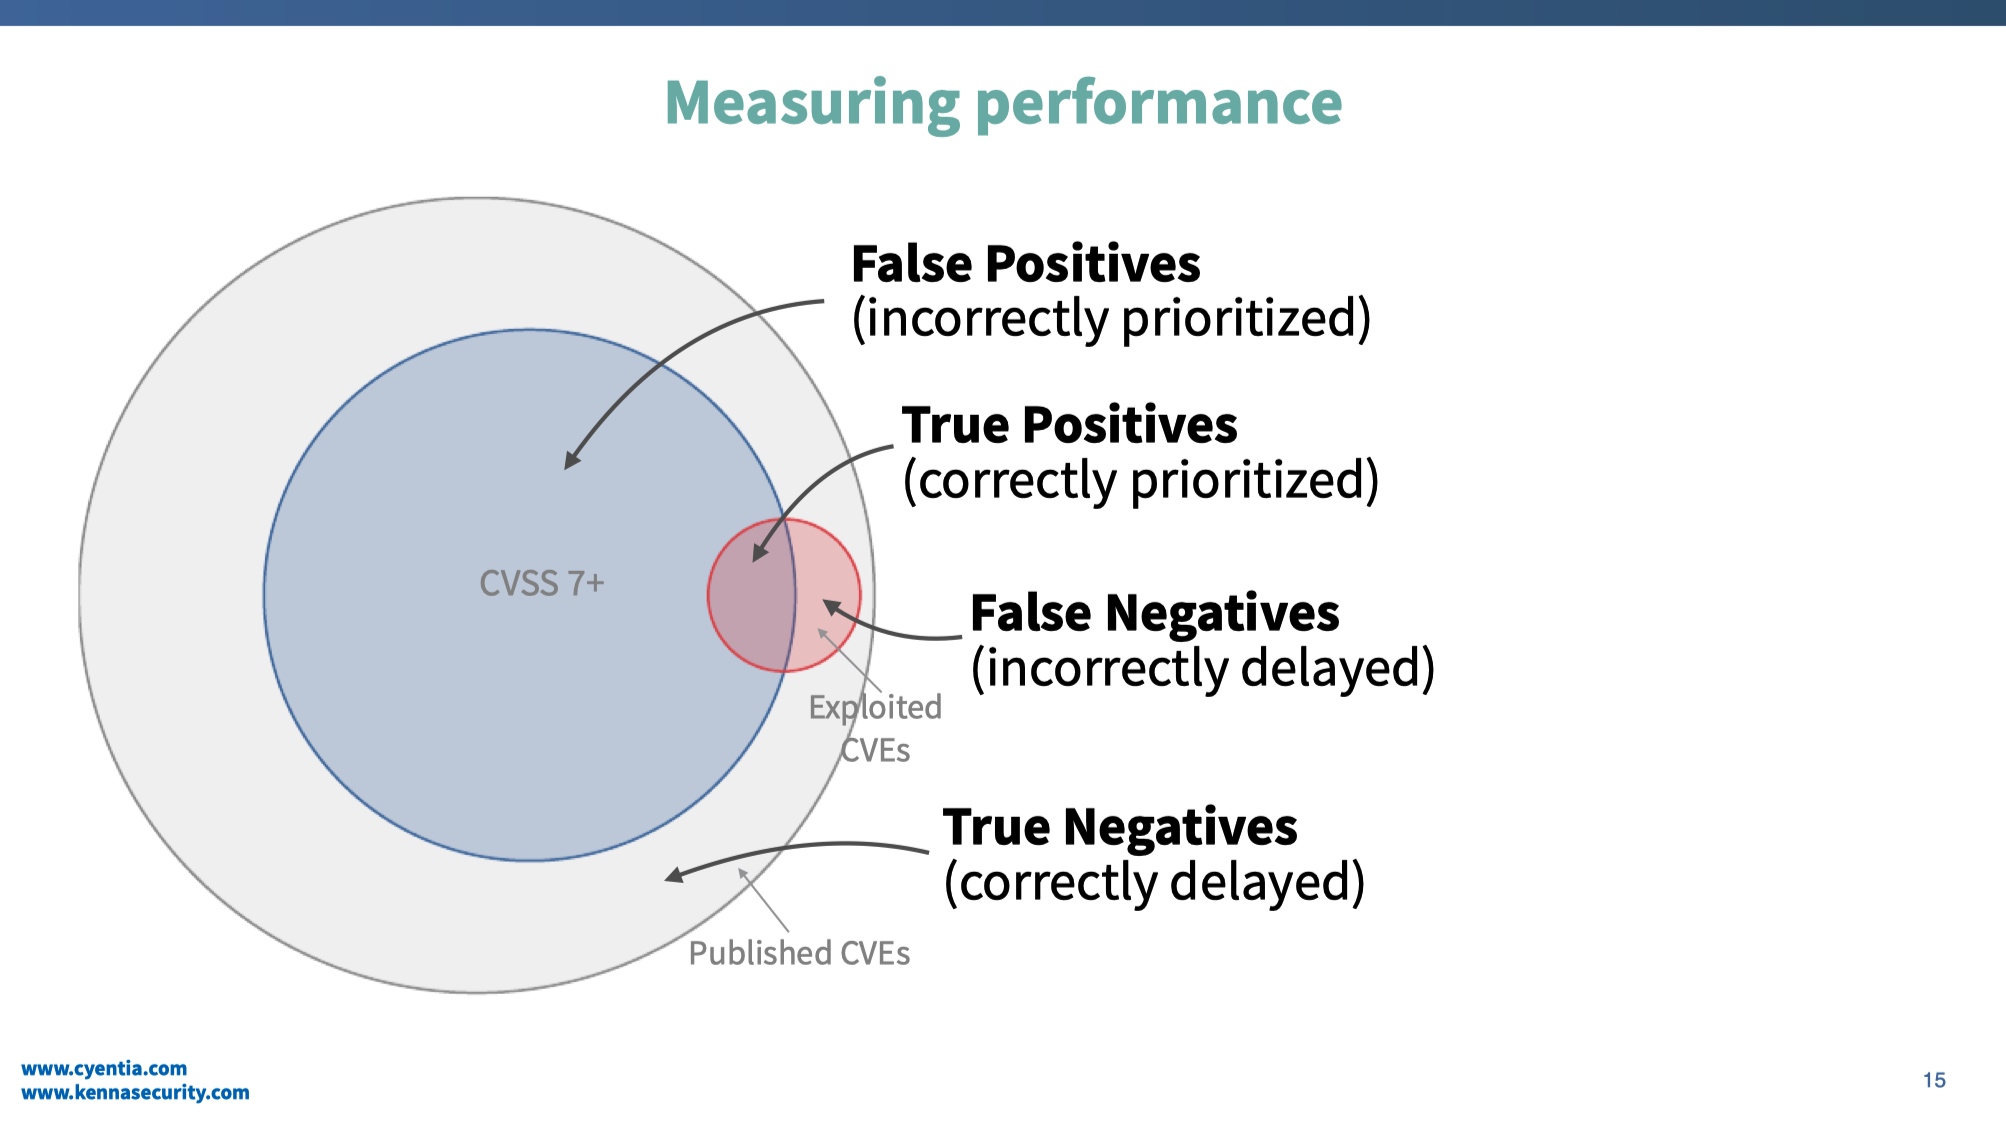 Measuring performance
False Positives
(incorrectly prioritized)
True Positives
(correctly prioritized)
CVSS 7+
False Negatives
(incorrectly delayed)
Exploited
CVEs
True Negatives
(correctly delayed)
Published CVEs
www.cyentia.com
www.kennasecurity.com
15